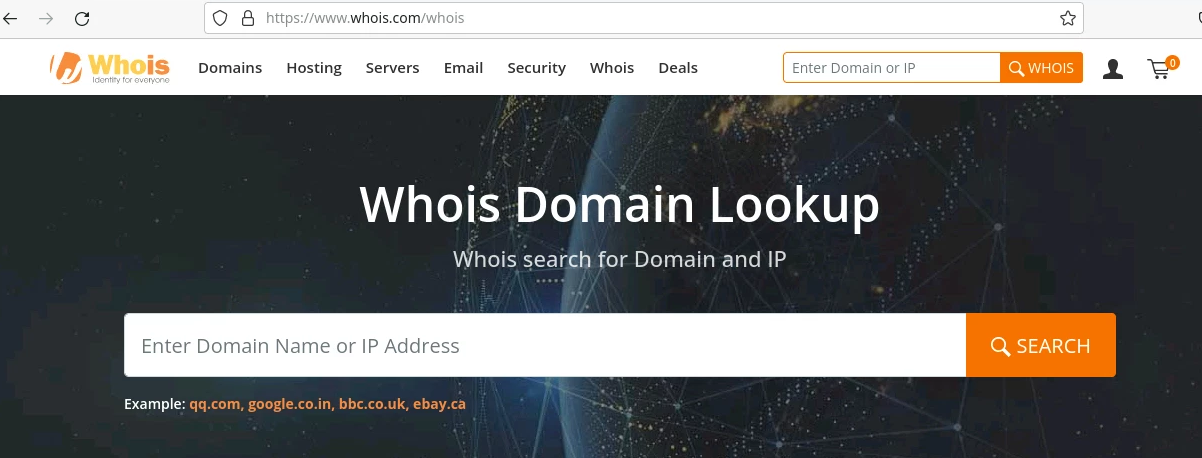 https://www.whois.com/whois
Whois
Identity for everyone
Domains Hosting Servers Email Security Whois Deals
Enter Domain or IP WHOIS 0
Whois Domain Lookup
Whois search for Domain and IP
Enter Domain Name or IP Address SEARCH
Example: qq.com, google.co.in, bbc.co.uk, ebay.ca